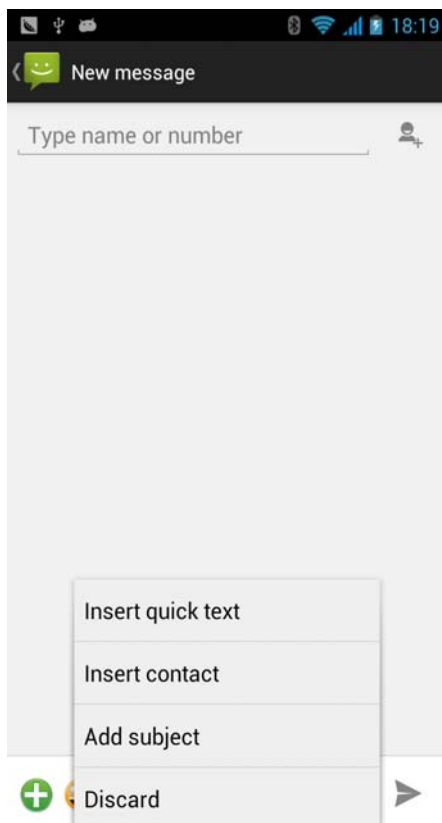 18:19
New message
Type name or number
Insert quick text
Insert contact
Add subject
Discard